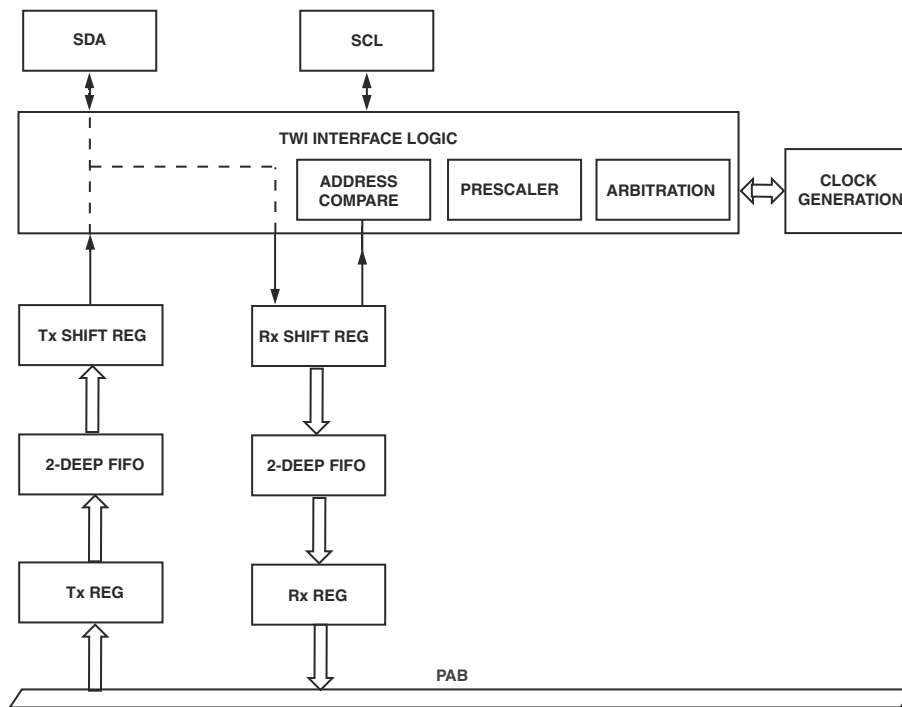 SDA
SCL
TWI INTERFACE LOGIC
ADDRESS
COMPARE
PRESCALER
ARBITRATION
CLOCK
GENERATION
Tx SHIFT REG
Rx SHIFT REG
2-DEEP FIFO
2-DEEP FIFO
Tx REG
Rx REG
PAB